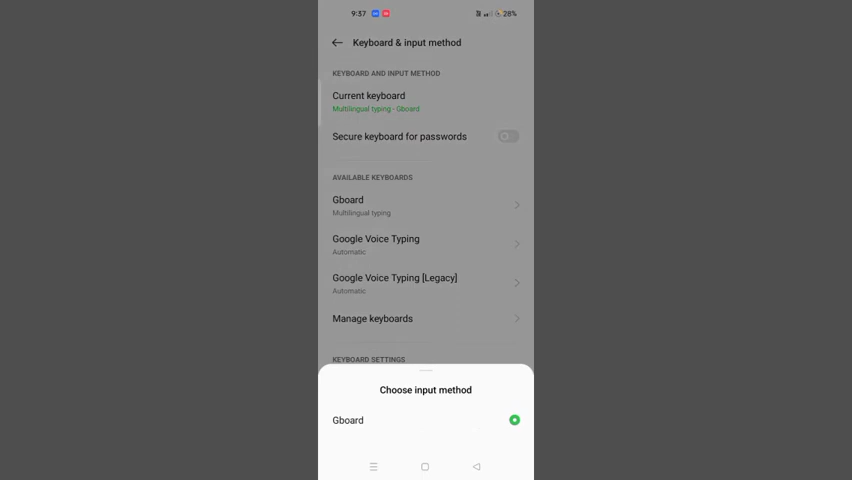 9:37
28%
Keyboard & input method
KEYBOARD AND INPUT METHOD
Current keyboard
Multilingual typing - Gboard
Secure keyboard for passwords
AVAILABLE KEYBOARDS
Gboard
Multilingual typing
Google Voice Typing
Automatic
Google Voice Typing [Legacy]
Automatic
Manage keyboards
KEYBOARD SETTINGS
Choose input method
Gboard